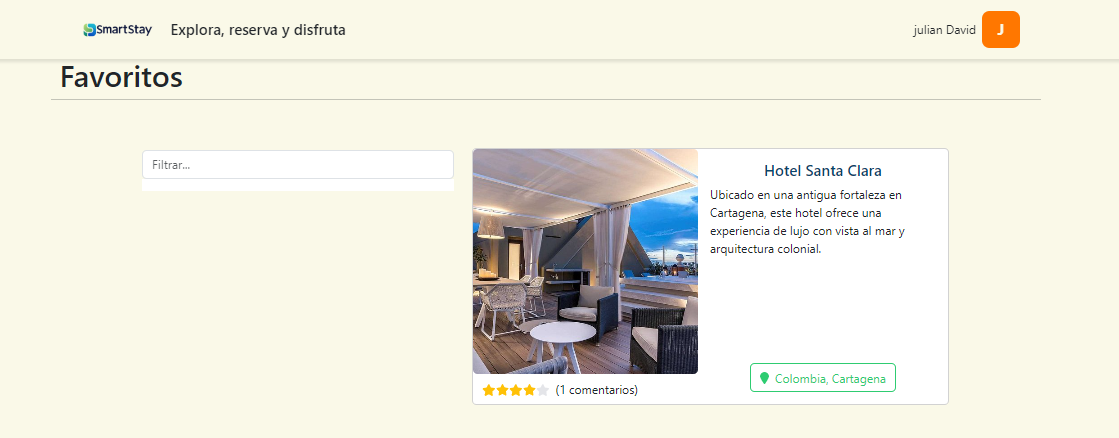 SmartStay
Explora, reserva y disfruta
julian David
J
Favoritos
Filtrar...
Hotel Santa Clara
Ubicado en una antigua fortaleza en
Cartagena, este hotel ofrece una
experiencia de lujo con vista al mar y
arquitectura colonial.
Colombia, Cartagena
(1 comentarios)